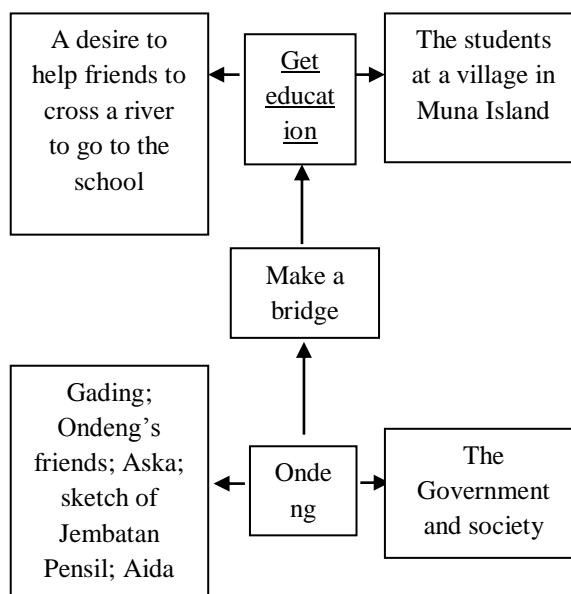 A desire to
help friends to
cross a river
to go to the
school
Get
educat
ion
The students
at a village in
Muna Island
Make a
bridge
Gading;
Ondeng's
friends; Aska;
sketch of
Jembatan
Pensil; Aida
Onde
ng
The
Government
and society